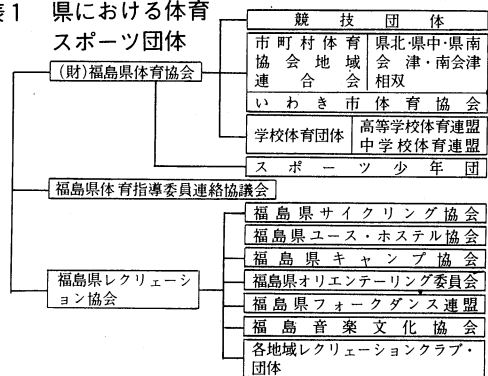 表1 県における体育
スポーツ団体
(財)福島県体育協会
競技団体
市町村体育
協会地域
連合会
県北・県中・県南
会津・南会津
相双
いわき市体育協会
学校体育団体
高等学校体育連盟
中学校体育連盟
スポーツ少年団
福島県体育指導委員連絡協議会
福島県レクリェーシ
ョン協会
福島県サイクリング協会
福島県ユース・ホステル協会
福島県キャンプ協会
福島県オリエンテーリング委員会
福島県フォークダンス連盟
福島音楽文化協会
各地域レクリェーションクラブ・
団体